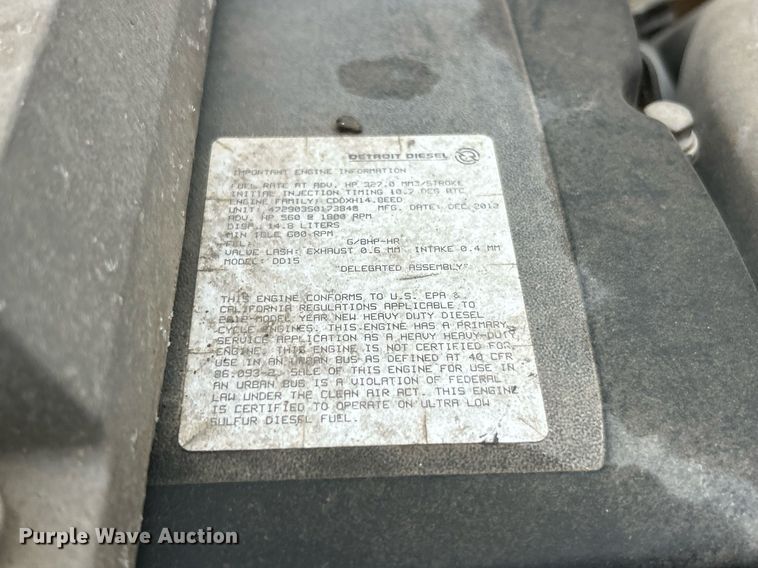 DETROIT DIESEL
IMPORTANT ENGINE INFORMATION
FUEL RATE AT ADV. HP 327.0 MM3/STROKE
INITIAL INJECTION TIMING 10.7 DEG BTC
ENGINE FAMILY: CDDXH14.8EED
UNIT: 472903S0173848 MFG. DATE: DEC 2012
ADV. HP 560 @ 1800 RPM
DISP. 14.8 LITERS
MIN IDLE 600 RPM
FEL: G/BHP-HR
VALVE LASH: EXHAUST 0.6 MM INTAKE 0.4 MM
MODEL: DD15
"DELEGATED ASSEMBLY"
THIS ENGINE CONFORMS TO U.S. EPA &
CALIFORNIA REGULATIONS APPLICABLE TO
2012 MODEL YEAR NEW HEAVY DUTY DIESEL
CYCLE ENGINES. THIS ENGINE HAS A PRIMARY
SERVICE APPLICATION AS A HEAVY HEAVY-DUTY
ENGINE. THIS ENGINE IS NOT CERTIFIED FOR
USE IN AN URBAN BUS AS DEFINED AT 40 CFR
86.093-2. SALE OF THIS ENGINE FOR USE IN
AN URBAN BUS IS A VIOLATION OF FEDERAL
LAW UNDER THE CLEAN AIR ACT. THIS ENGINE
IS CERTIFIED TO OPERATE ON ULTRA LOW
SULFUR DIESEL FUEL.
Purple Wave Auction